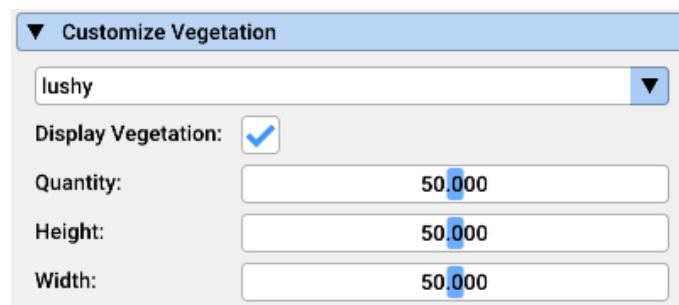 Customize Vegetation
lushy
Display Vegetation:
Quantity: 50.000
Height: 50.000
Width: 50.000